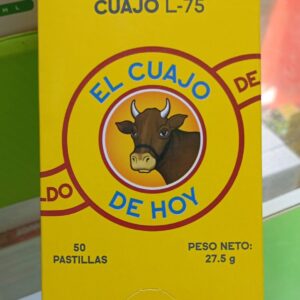 CUAJO L-75
EL CUAJO
DE
LDO
DE HOY
50
PASTILLAS
PESO NETO:
27.5 g